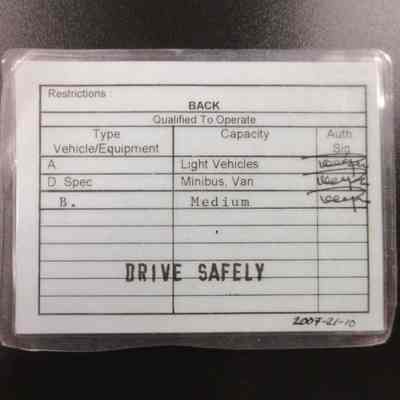 Restrictions
BACK
Qualified To Operate
Type Vehicle/Equipment Capacity Auth Sig
A. Light Vehicles
D Spec Minibus, Van
B. Medium
DRIVE SAFELY
2007-21-10